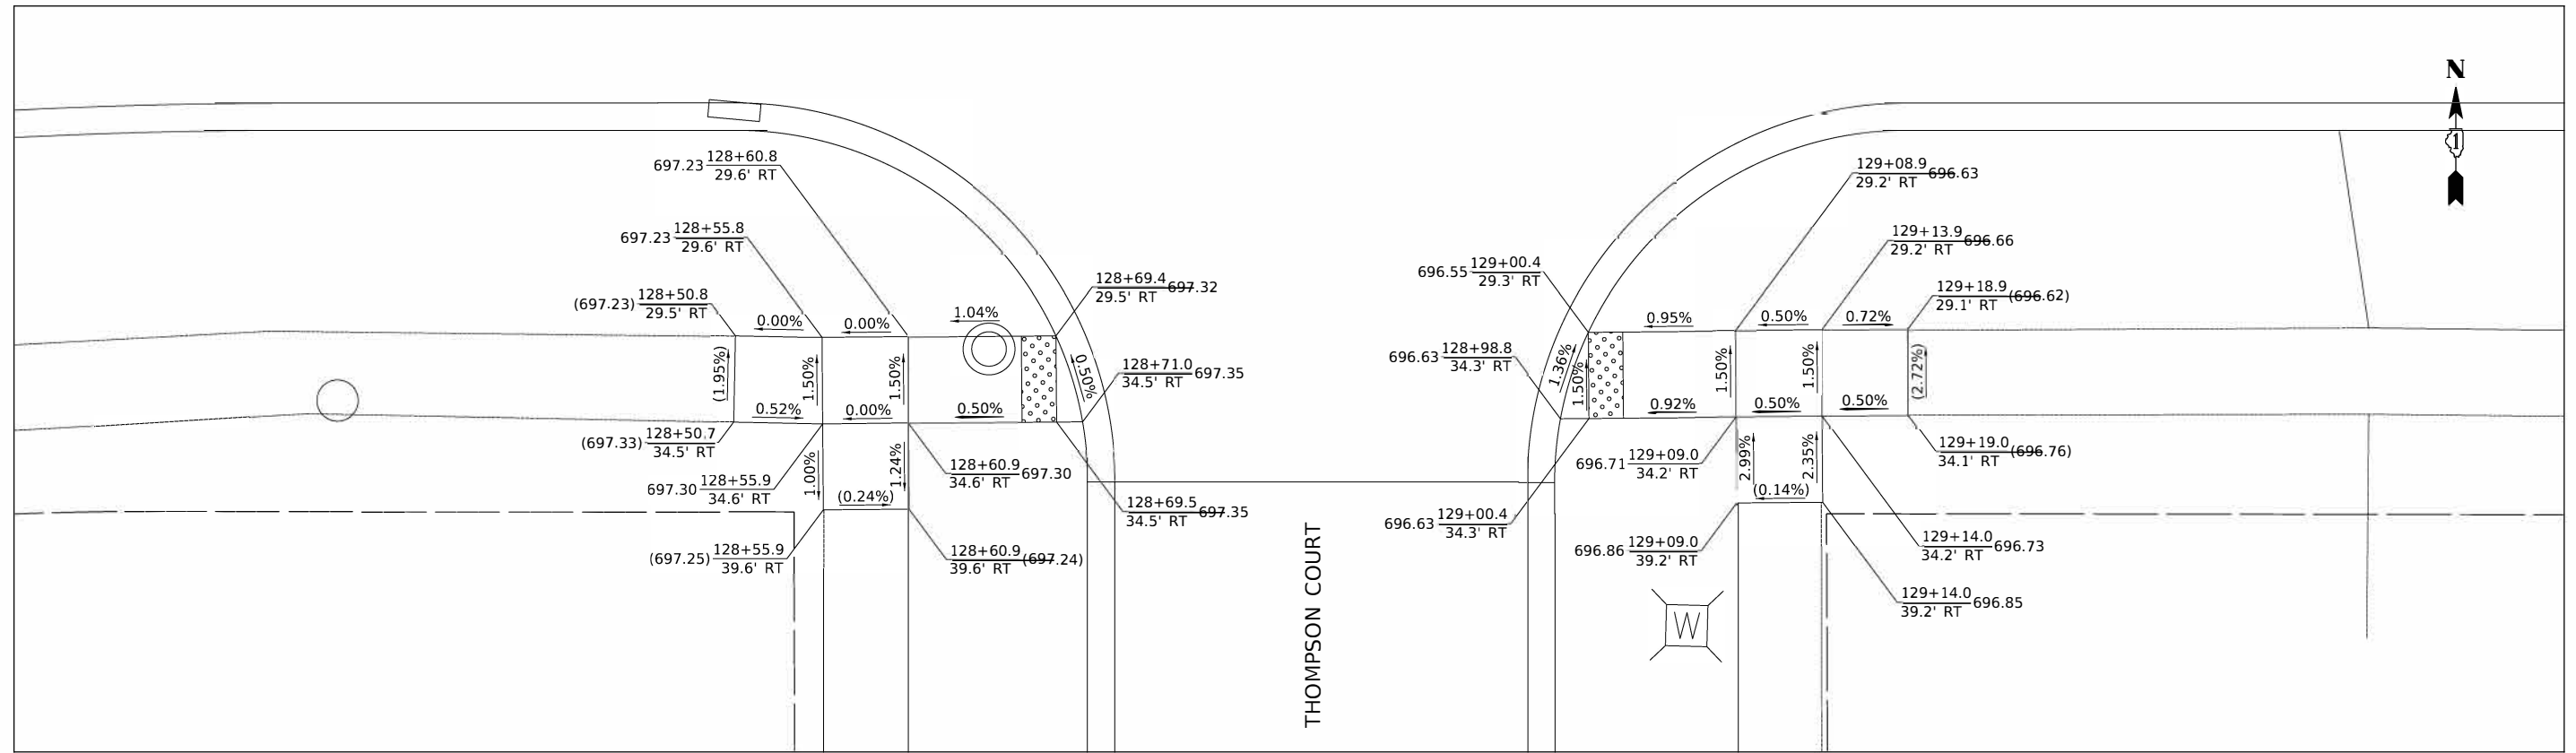 N
1
697.23 128+60.8
29.6' RT
697.23 128+55.8
29.6' RT
(697.23) 128+50.8
29.5' RT
0.00%
0.00%
1.04%
128+69.4 697.32
29.5' RT
(1.95%)
1.50%
1.50%
0.50%
128+71.0 697.35
34.5' RT
0.52%
0.00%
0.50%
(697.33) 128+50.7
34.5' RT
697.30 128+55.9
34.6' RT
1.00%
1.24%
(0.24%)
128+60.9 697.30
34.6' RT
128+69.5 697.35
34.5' RT
(697.25) 128+55.9
39.6' RT
128+60.9 (697.24)
39.6' RT
THOMPSON COURT
129+08.9 696.63
29.2' RT
129+13.9 696.66
29.2' RT
696.55 129+00.4
29.3' RT
129+18.9 (696.62)
29.1' RT
0.95%
0.50%
0.72%
696.63 128+98.8
34.3' RT
1.36%
1.50%
1.50%
1.50%
(2.72%)
0.92%
0.50%
0.50%
696.71 129+09.0
34.2' RT
2.99%
2.35%
(0.14%)
129+19.0 (696.76)
34.1' RT
696.63 129+00.4
34.3' RT
696.86 129+09.0
39.2' RT
129+14.0 696.73
34.2' RT
129+14.0 696.85
39.2' RT
W